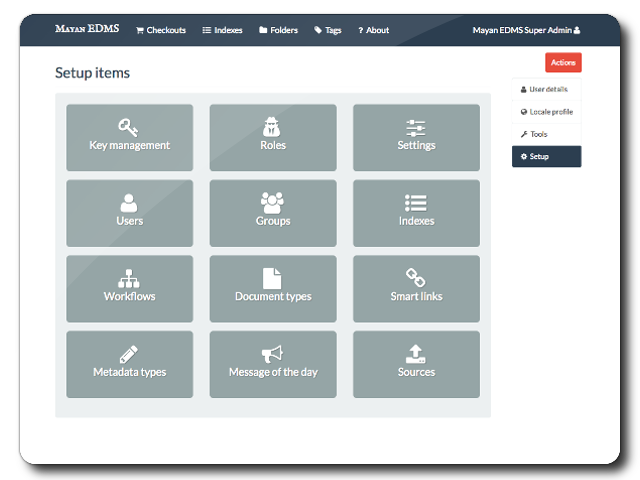 Mayan EDMS Checkouts Indexes Folders Tags ? About Mayan EDMS Super Admin
Setup items
Actions
User details
Locale profile
Tools
Setup
Key management Roles Settings
Users Groups Indexes
Workflows Document types Smart links
Metadata types Message of the day Sources